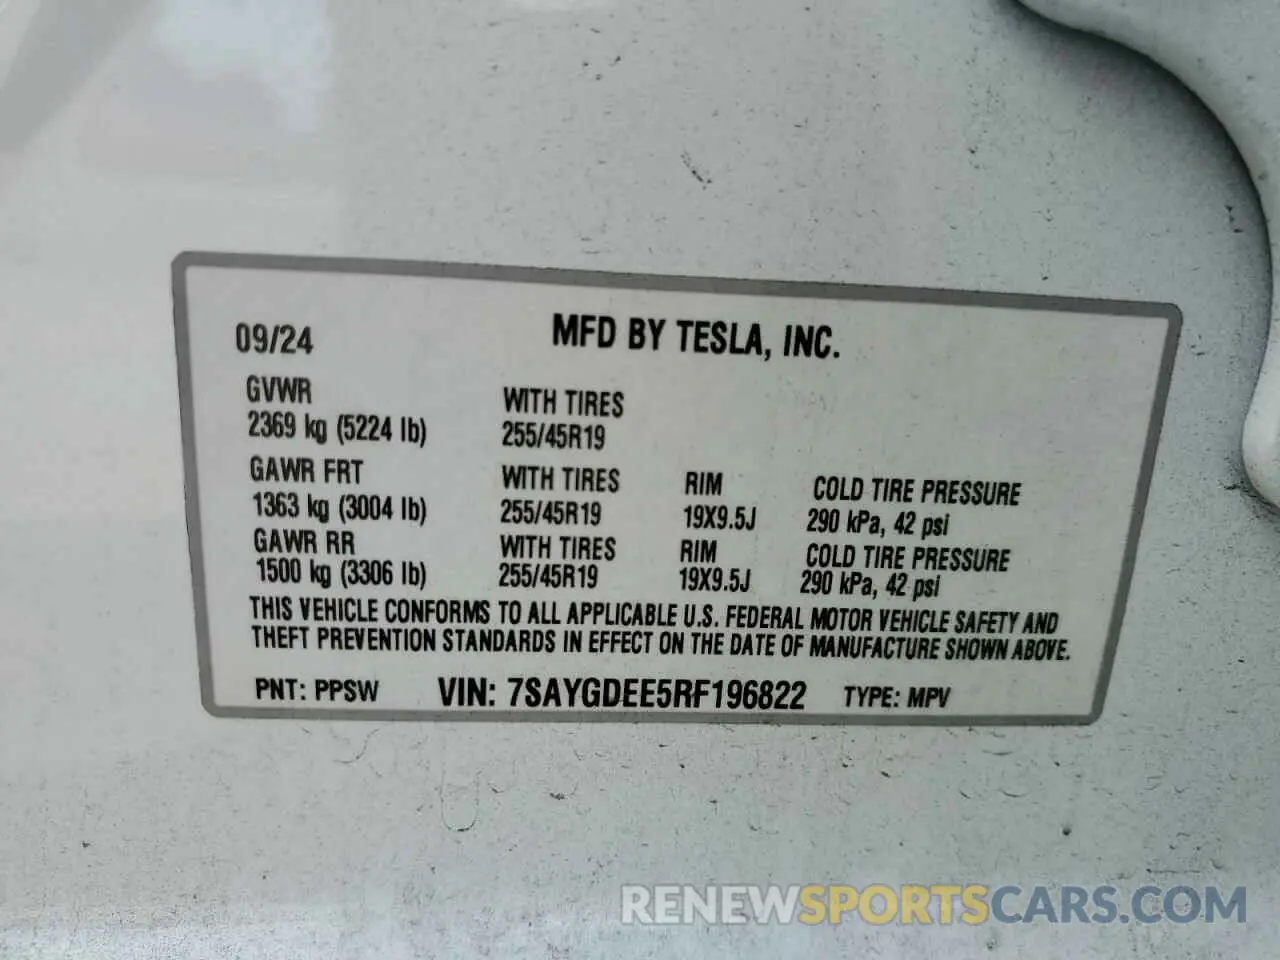 09/24 MFD BY TESLA, INC.
GVWR WITH TIRES
2369 kg (5224 lb) 255/45R19
GAWR FRT WITH TIRES RIM COLD TIRE PRESSURE
1363 kg (3004 lb) 255/45R19 19X9.5J 290 kPa, 42 psi
GAWR RR WITH TIRES RIM COLD TIRE PRESSURE
1500 kg (3306 lb) 255/45R19 19X9.5J 290 kPa, 42 psi
THIS VEHICLE CONFORMS TO ALL APPLICABLE U.S. FEDERAL MOTOR VEHICLE SAFETY AND
THEFT PREVENTION STANDARDS IN EFFECT ON THE DATE OF MANUFACTURE SHOWN ABOVE.
PNT: PPSW VIN: 7SAYGDEE5RF196822 TYPE: MPV
RENEWSPORTSCARS.COM